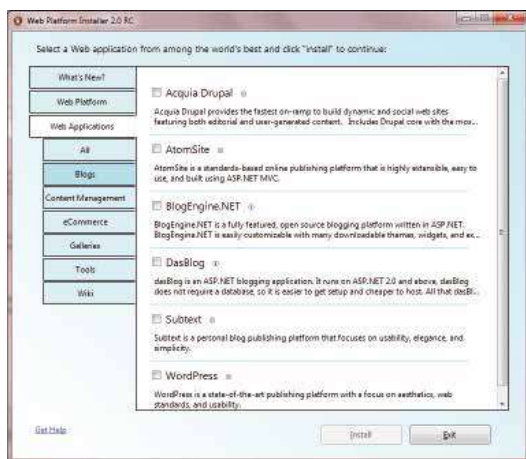 Web Platform Installer 2.0 RC
Select a Web application from among the world's best and click "install" to continue:
What's New?
Web Platform
Web Applications
All
Blogs
Content Management
eCommerce
Galleries
Tools
Wiki
Acquia Drupal
Acquia Drupal provides the fastest on-ramp to build dynamic and social web sites
featuring both editorial and user-generated content. Includes Drupal core with the mos...
AtomSite
AtomSite is a standards-based online publishing platform that is highly extensible, easy to
use, and built using ASP.NET MVC.
BlogEngine.NET
BlogEngine.NET is a fully featured, open source blogging platform written in ASP.NET.
BlogEngine.NET is easily customizable with many downloadable themes, widgets, and ex...
DasBlog
dasBlog is an ASP.NET blogging application. It runs on ASP.NET 2.0 and above, dasBlog
does not require a database, so it is easier to get setup and cheaper to host. All that dasBl...
Subtext
Subtext is a personal blog publishing platform that focuses on usability, elegance, and
simplicity.
WordPress
WordPress is a state-of-the-art publishing platform with a focus on aesthetics, web
standards, and usability.
Get Help
Install
Exit